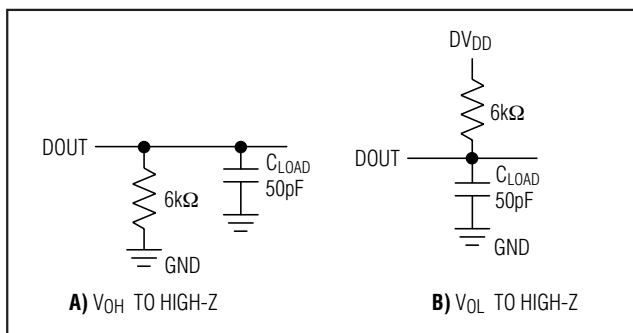 DOUT
6kΩ
C_LOAD
50pF
GND
A) V_OH TO HIGH-Z
DV_DD
6kΩ
DOUT
C_LOAD
50pF
GND
B) V_OL TO HIGH-Z